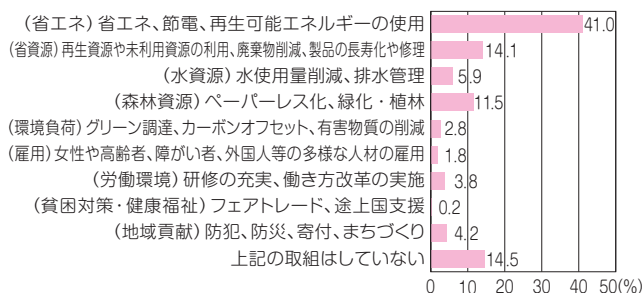 (省エネ) 省エネ、節電、再生可能エネルギーの使用 41.0
(省資源) 再生資源や未利用資源の利用、廃棄物削減、製品の長寿化や修理 14.1
(水資源) 水使用量削減、排水管理 5.9
(森林資源) ペーパーレス化、緑化・植林 11.5
(環境負荷) グリーン調達、カーボンオフセット、有害物質の削減 2.8
(雇用) 女性や高齢者、障がい者、外国人等の多様な人材の雇用 1.8
(労働環境) 研修の充実、働き方改革の実施 3.8
(貧困対策・健康福祉) フェアトレード、途上国支援 0.2
(地域貢献) 防犯、防災、寄付、まちづくり 4.2
上記の取組はしていない 14.5
0 10 20 30 40 50(%)